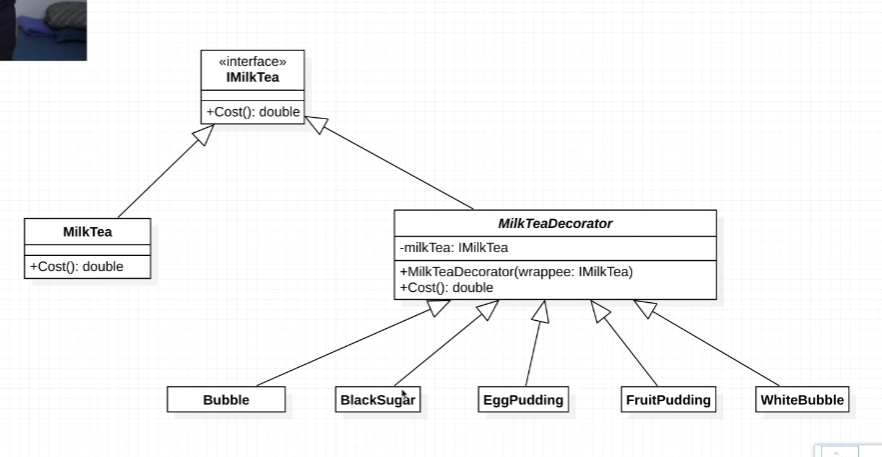 «interface»
IMilkTea
+Cost(): double
MilkTea
+Cost(): double
MilkTeaDecorator
-milkTea: IMilkTea
+MilkTeaDecorator(wrappee: IMilkTea)
+Cost(): double
Bubble
BlackSugar
EggPudding
FruitPudding
WhiteBubble